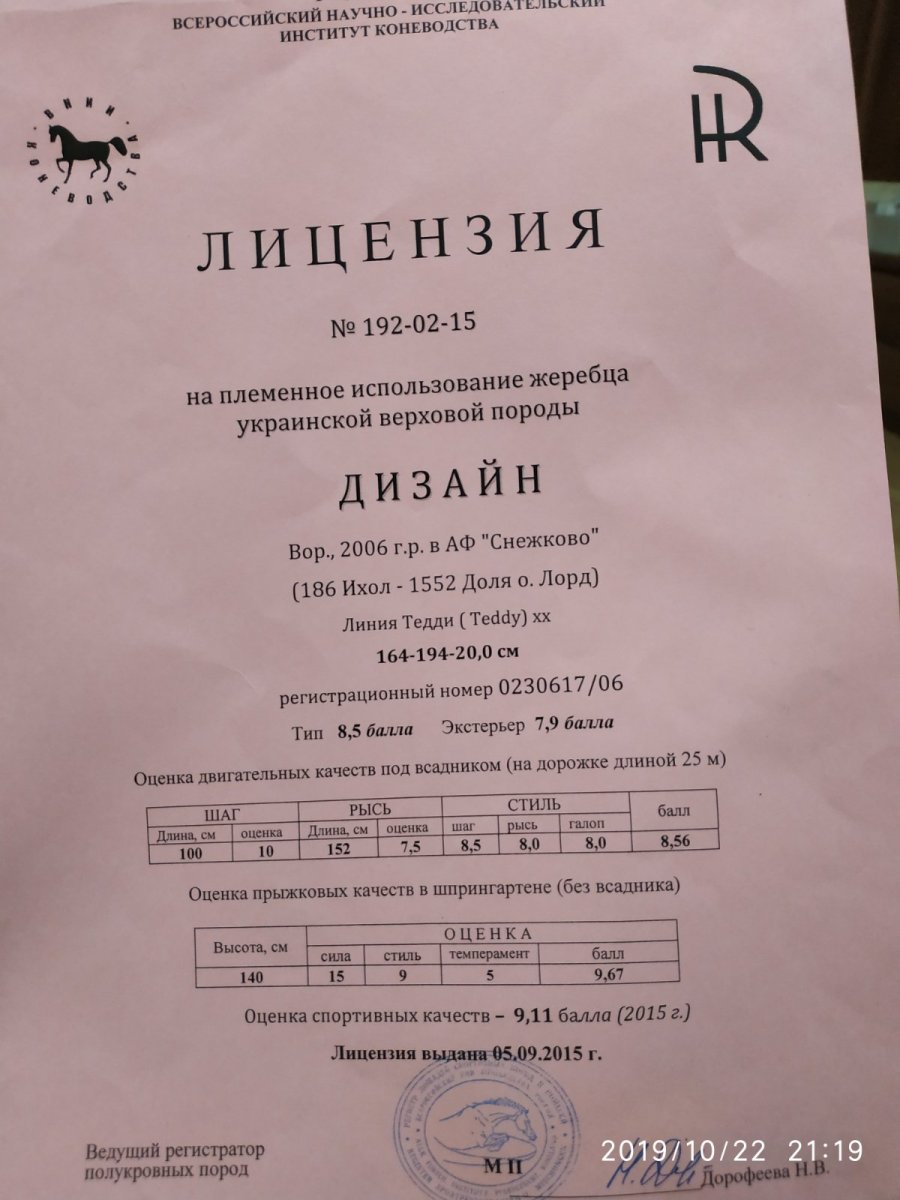 ВСЕРОССИЙСКИЙ НАУЧНО - ИССЛЕДОВАТЕЛЬСКИЙ
ИНСТИТУТ КОНЕВОДСТВА
ВНИИ КОНЕВОДСТВА
HR
ЛИЦЕНЗИЯ
№ 192-02-15
на племенное использование жеребца
украинской верховой породы
ДИЗАЙН
Вор., 2006 г.р. в АФ "Снежково"
(186 Ихол - 1552 Доля о. Лорд)
Линия Тедди ( Teddy) xx
164-194-20,0 см
регистрационный номер 0230617/06
Тип 8,5 балла Экстерьер 7,9 балла
Оценка двигательных качеств под всадником (на дорожке длиной 25 м)
ШАГ РЫСЬ СТИЛЬ балл
Длина, см оценка Длина, см оценка шаг рысь галоп
100 10 152 7,5 8,5 8,0 8,0 8,56
Оценка прыжковых качеств в шпрингартене (без всадника)
Высота, см ОЦЕНКА
сила стиль темперамент балл
140 15 9 5 9,67
Оценка спортивных качеств – 9,11 балла (2015 г.)
Лицензия выдана 05.09.2015 г.
Ведущий регистратор
полукровных пород
МП
Дорофеева Н.В.
2019/10/22 21:19